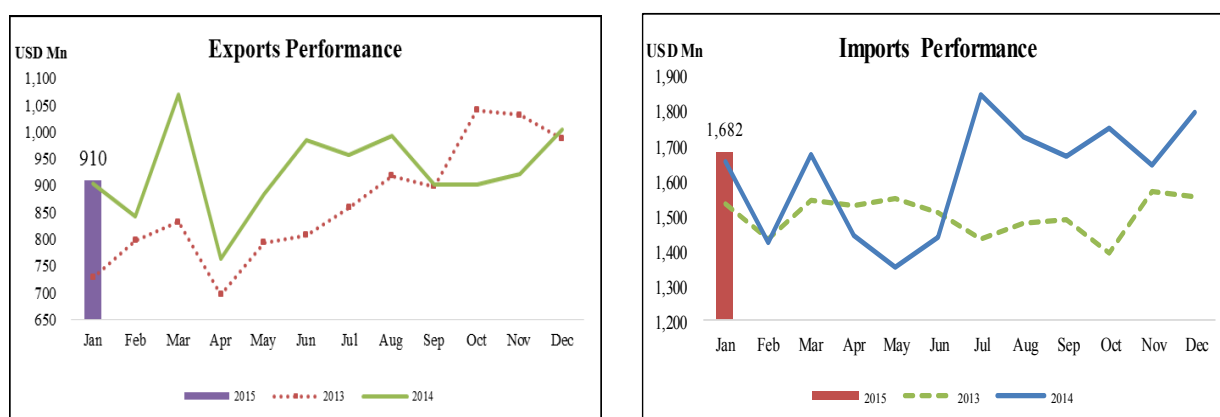 Exports Performance
USD Mn
1,100
1,050
1,000
950
900
850
800
750
700
650
910
Jan Feb Mar Apr May Jun Jul Aug Sep Oct Nov Dec
2015 2013 2014
Imports Performance
USD Mn
1,900
1,800
1,700
1,600
1,500
1,400
1,300
1,200
1,682
Jan Feb Mar Apr May Jun Jul Aug Sep Oct Nov Dec
2015 2013 2014